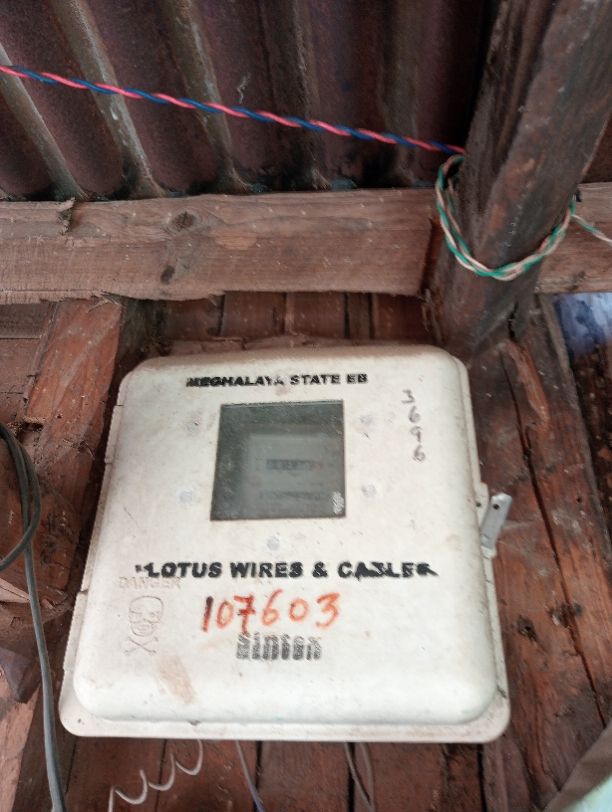 MEGHALAYA STATE EB
3696
"LOTUS WIRES & CABLES
DANGER
107603
Sintex